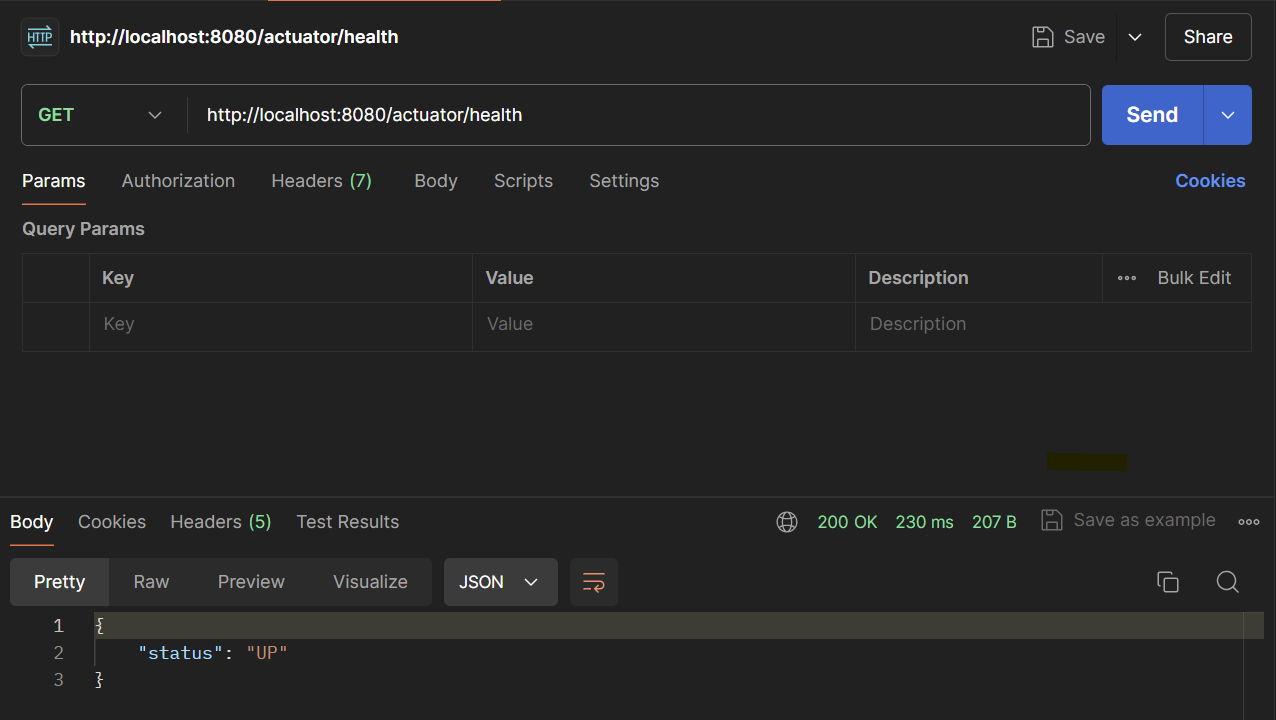 HTTP http://localhost:8080/actuator/health Save Share
GET http://localhost:8080/actuator/health Send
Params Authorization Headers (7) Body Scripts Settings Cookies
Query Params
Key Value Description Bulk Edit
Key Value Description
Body Cookies Headers (5) Test Results 200 OK 230 ms 207 B Save as example
Pretty Raw Preview Visualize JSON
1 {
2 "status": "UP"
3 }